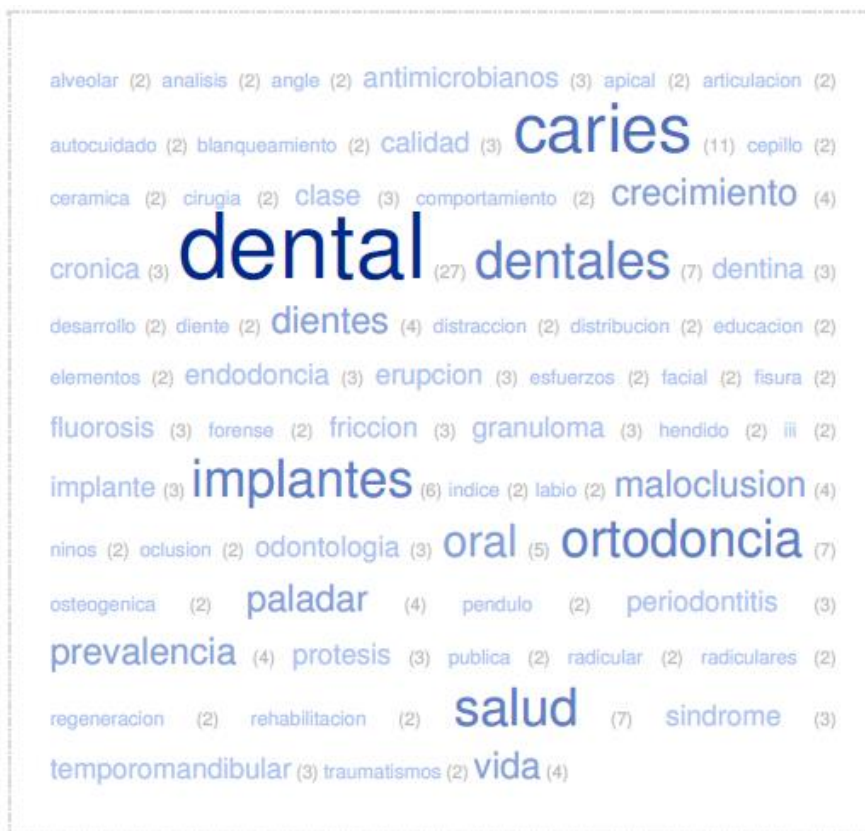 alveolar (2) analisis (2) angle (2) antimicrobianos (3) apical (2) articulacion (2)
autocuidado (2) blanqueamiento (2) calidad (3) caries (11) cepillo (2)
ceramica (2) cirugia (2) clase (3) comportamiento (2) crecimiento (4)
cronica (3) dental (27) dentales (7) dentina (3)
desarrollo (2) diente (2) dientes (4) distraccion (2) distribucion (2) educacion (2)
elementos (2) endodoncia (3) erupcion (3) esfuerzos (2) facial (2) fisura (2)
fluorosis (3) forense (2) friccion (3) granuloma (3) hendido (2) iii (2)
implante (3) implantes (6) indice (2) labio (2) maloclusion (4)
ninos (2) oclusion (2) odontologia (3) oral (5) ortodoncia (7)
osteogenica (2) paladar (4) pendulo (2) periodontitis (3)
prevalencia (4) protesis (3) publica (2) radicular (2) radiculares (2)
regeneracion (2) rehabilitacion (2) salud (7) sindrome (3)
temporomandibular (3) traumatismos (2) vida (4)